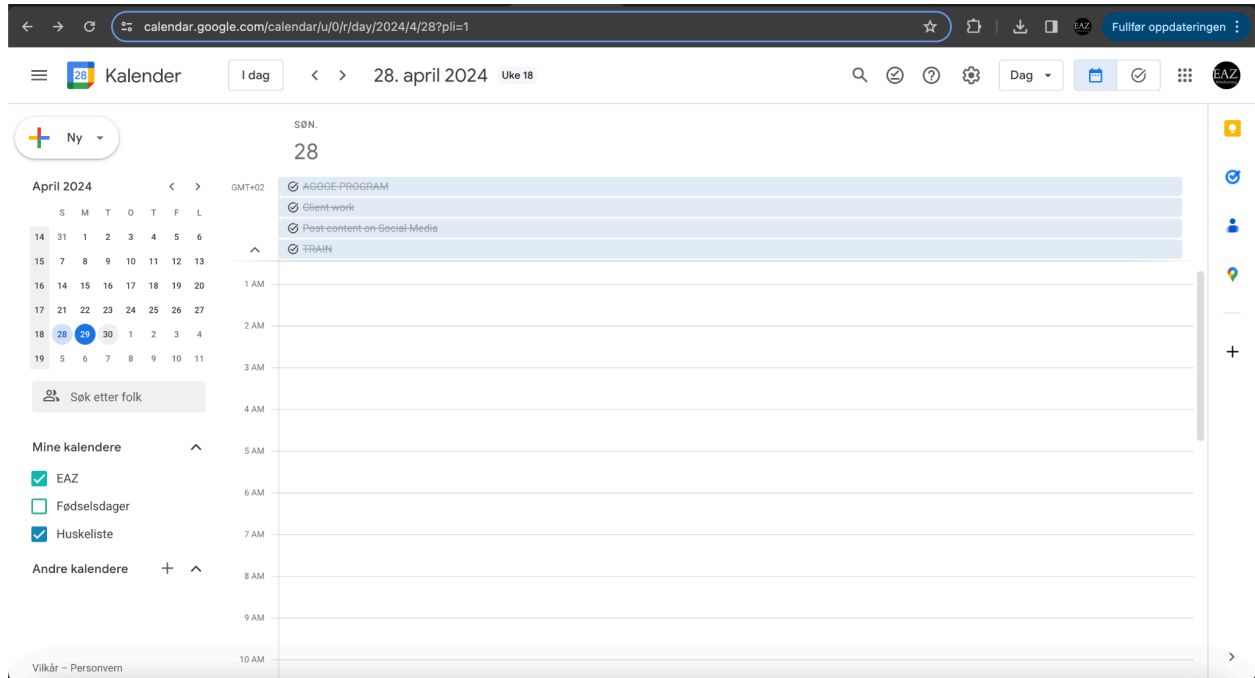 calendar.google.com/calendar/u/0/r/day/2024/4/28?pli=1
EAZ
Fullfør oppdateringen
28
Kalender
I dag
28. april 2024
Uke 18
Dag
EAZ
Ny
SØN.
28
GMT+02
AGOGE PROGRAM
Client work
Post content on Social Media
TRAIN
April 2024
S M T O T F L
14 31 1 2 3 4 5 6
15 7 8 9 10 11 12 13
16 14 15 16 17 18 19 20
17 21 22 23 24 25 26 27
18 28 29 30 1 2 3 4
19 5 6 7 8 9 10 11
Søk etter folk
Mine kalendere
EAZ
Fødselsdager
Huskeliste
Andre kalendere
Vilkår – Personvern
1 AM
2 AM
3 AM
4 AM
5 AM
6 AM
7 AM
8 AM
9 AM
10 AM